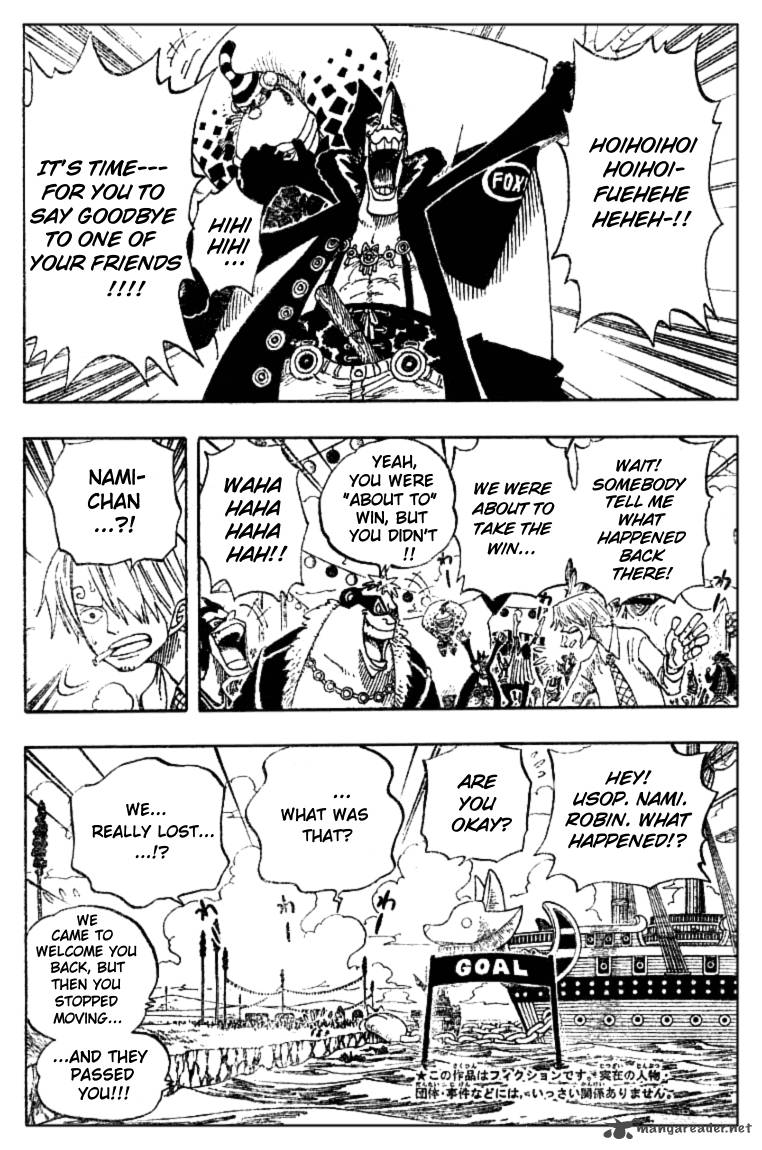 HOIHOIHOI
HOIHOI-
FUEHEHE
HEHEH-!!
FOX
HIHI
HIHI
...
IT'S TIME---
FOR YOU TO
SAY GOODBYE
TO ONE OF
YOUR FRIENDS
!!!!
WAIT!
SOMEBODY
TELL ME
WHAT
HAPPENED
BACK
THERE!
WE WERE
ABOUT TO
TAKE THE
WIN...
YEAH,
YOU WERE
"ABOUT TO"
WIN, BUT
YOU DIDN'T
!!
WAHA
HAHA
HAHA
HAH!!
わ
わ
NAMI-
CHAN
...?!
HEY!
USOP. NAMI.
ROBIN. WHAT
HAPPENED!?
ARE
YOU
OKAY?
...
WHAT WAS
THAT?
WE...
REALLY LOST...
...!?
わ
わ
わ
WE
CAME TO
WELCOME YOU
BACK, BUT
THEN YOU
STOPPED
MOVING...
...AND THEY
PASSED
YOU!!!
GOAL
★この作品はフィクションです。実在の人物、
団体・事件などには、いっさい関係ありません。
mangareader.net